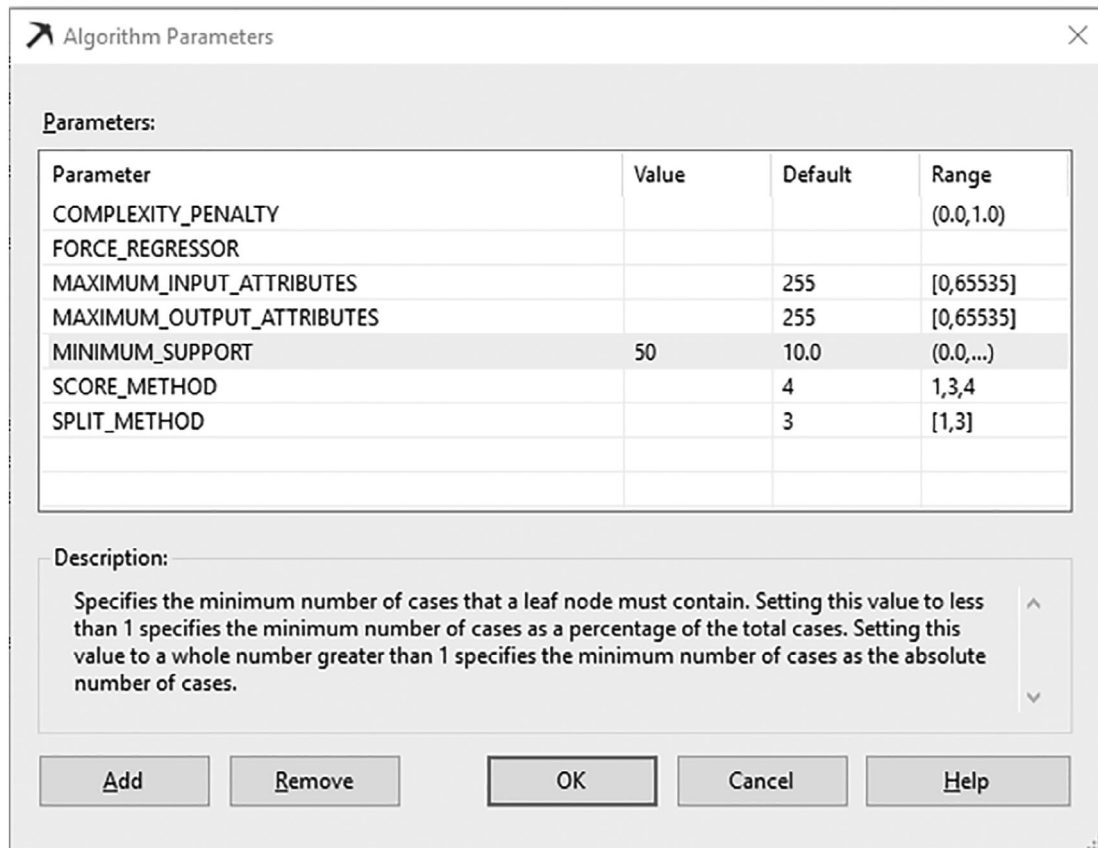 Algorithm Parameters
Parameters:
Parameter Value Default Range
COMPLEXITY_PENALTY (0.0,1.0)
FORCE_REGRESSOR
MAXIMUM_INPUT_ATTRIBUTES 255 [0,65535]
MAXIMUM_OUTPUT_ATTRIBUTES 255 [0,65535]
MINIMUM_SUPPORT 50 10.0 (0.0,...)
SCORE_METHOD 4 1,3,4
SPLIT_METHOD 3 [1,3]
Description:
Specifies the minimum number of cases that a leaf node must contain. Setting this value to less
than 1 specifies the minimum number of cases as a percentage of the total cases. Setting this
value to a whole number greater than 1 specifies the minimum number of cases as the absolute
number of cases.
Add Remove OK Cancel Help